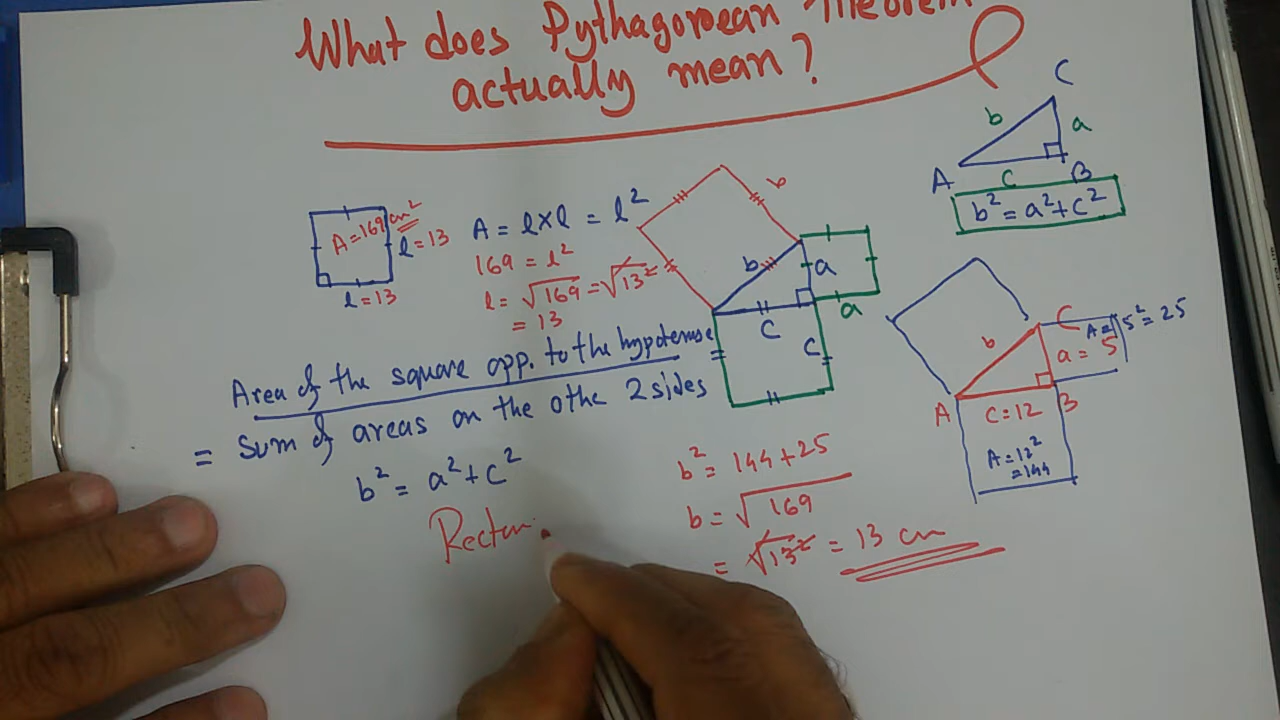 What does Pythagorean Theorem
actually mean?
C
b
a
A
c
B
b² = a² + c²
A = 169 cm²
l = 13
l = 13
A = l × l = l²
169 = l²
l = √169 = √13²
= 13
b
b
a
a
c
c
Area of the square opp. to the hypotenuse
= Sum of areas on the othe 2 sides
b² = a² + c²
C
A = 5² = 25
b
a = 5
A
c = 12
B
A = 12²
= 144
b² = 144 + 25
b = √169
= √13² = 13 cm
Rectan